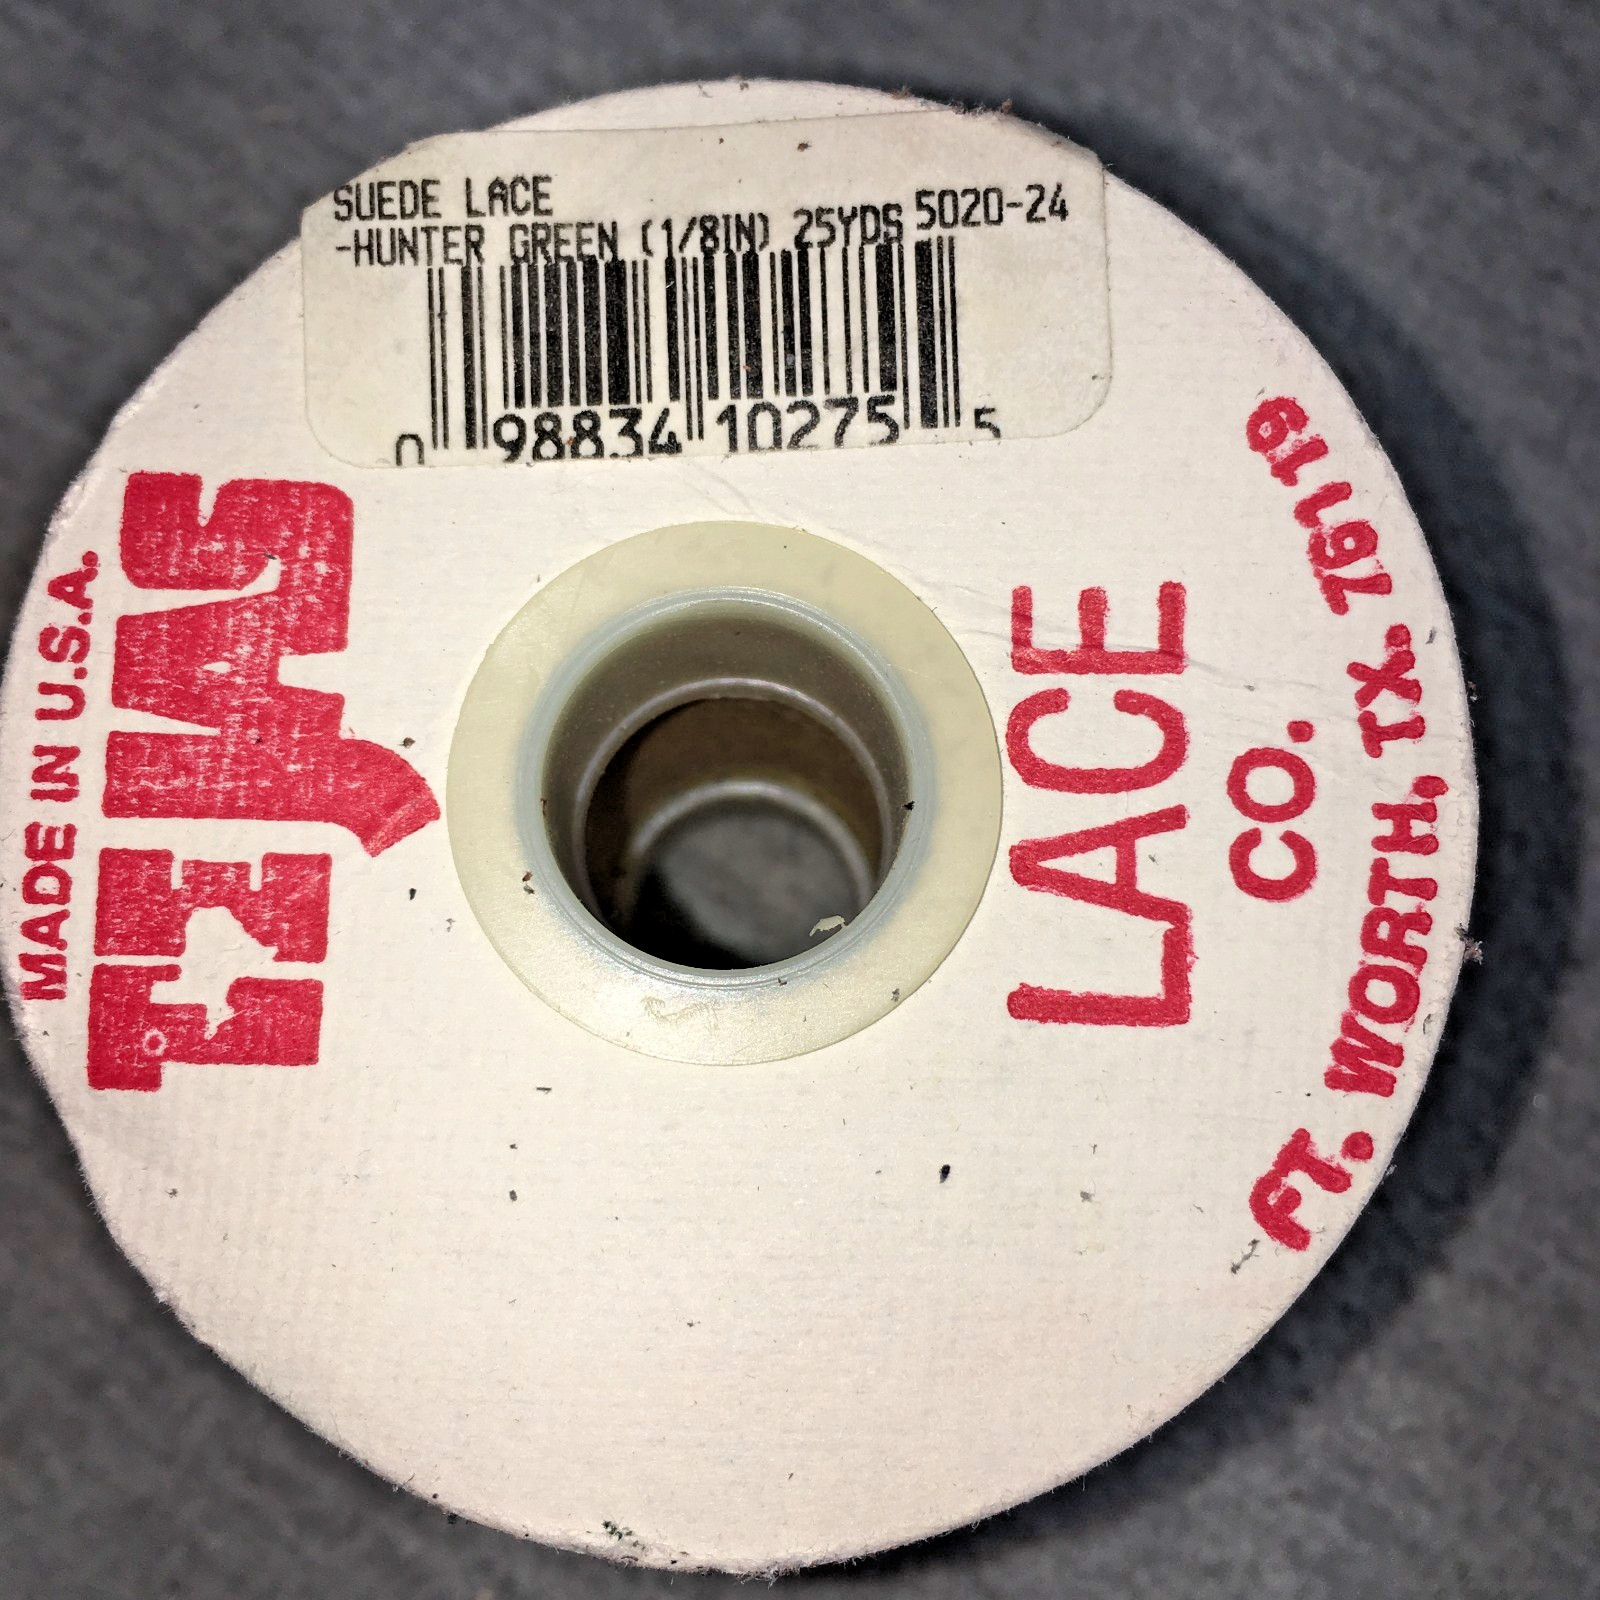 SUEDE LACE
-HUNTER GREEN (1/8IN) 25YDS 5020-24
0 98834 10275 5
MADE IN U.S.A.
TEJAS
LACE
CO.
FT. WORTH, TX. 76119